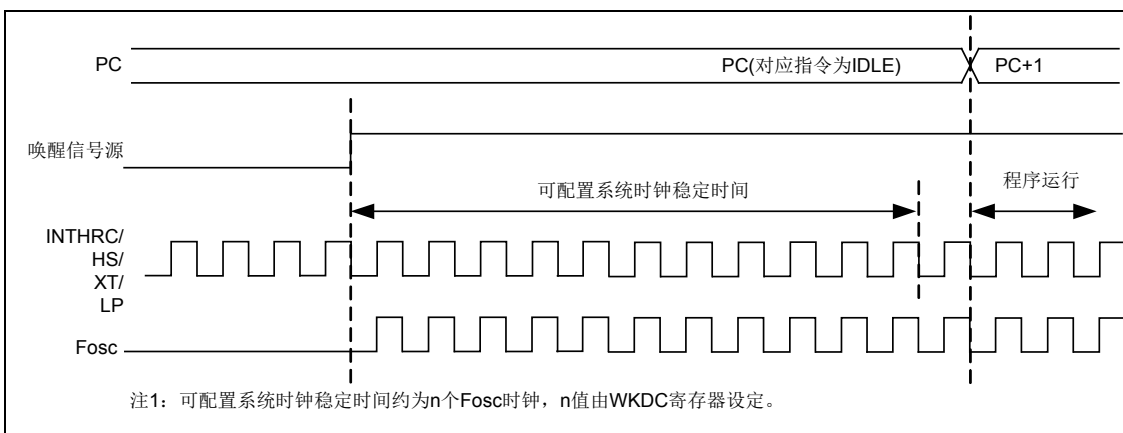 PC
PC(对应指令为IDLE)
PC+1
唤醒信号源
可配置系统时钟稳定时间
程序运行
INTHRC/
HS/
XT/
LP
Fosc
注1：可配置系统时钟稳定时间约为n个Fosc时钟，n值由WKDC寄存器设定。